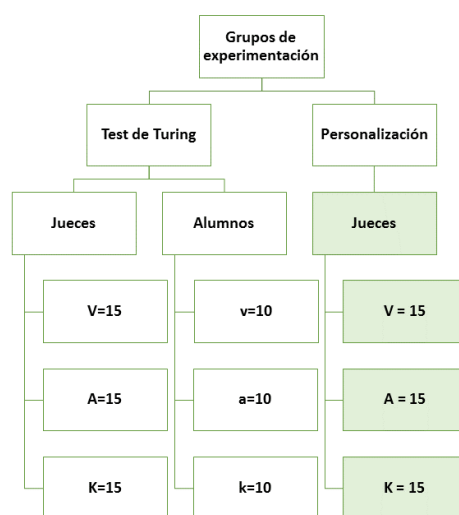 Grupos de
experimentación
Test de Turing
Personalización
Jueces
Alumnos
Jueces
V=15
v=10
V = 15
A=15
a=10
A = 15
K=15
k=10
K = 15